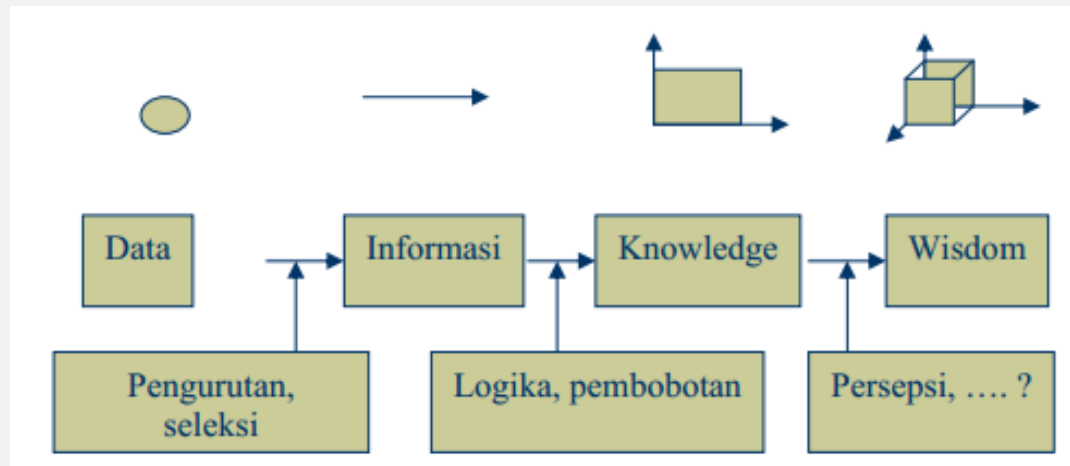 Data
Informasi
Knowledge
Wisdom
Pengurutan,
seleksi
Logika, pembobotan
Persepsi, .... ?